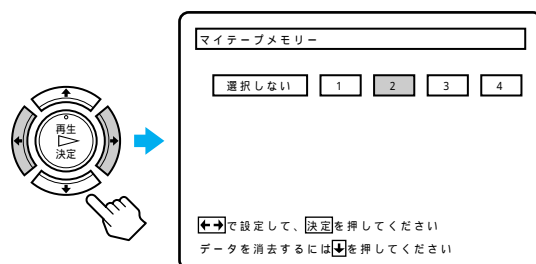 マイテープメモリー
選択しない 1 2 3 4
再生
決定
←→で設定して、決定を押してください
データを消去するには↓を押してください